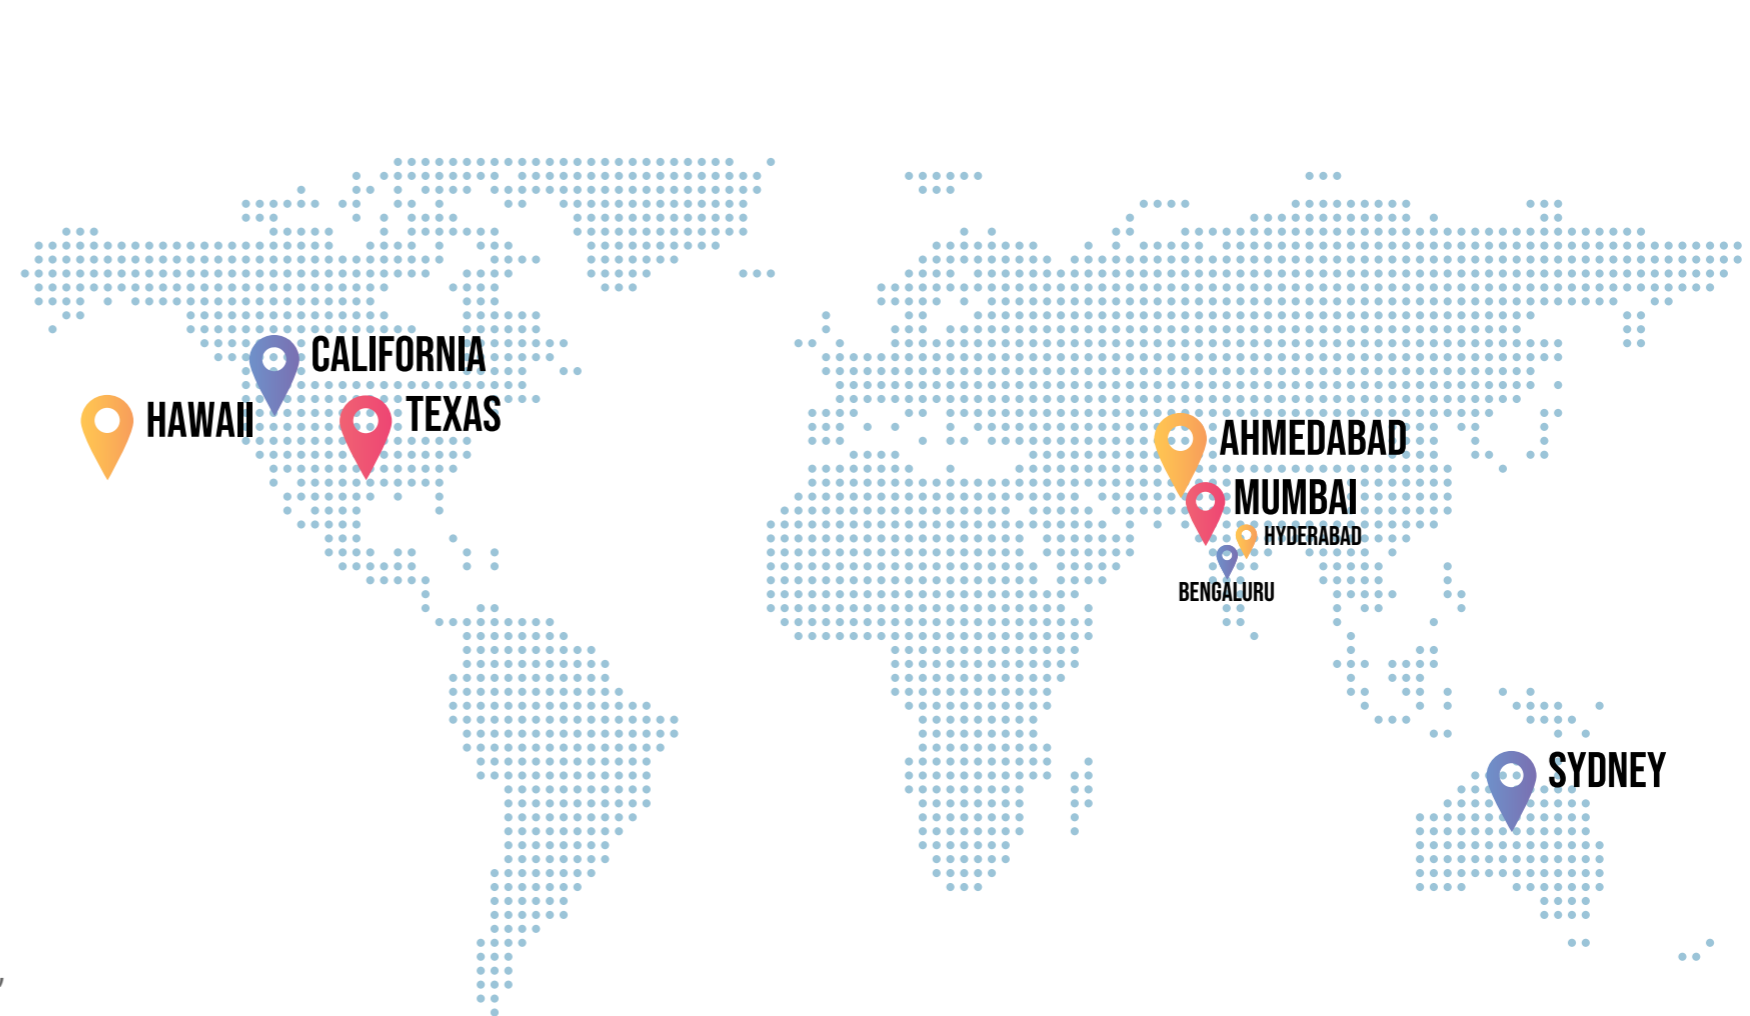 CALIFORNIA
TEXAS
HAWAII
AHMEDABAD
MUMBAI
HYDERABAD
BENGALURU
SYDNEY